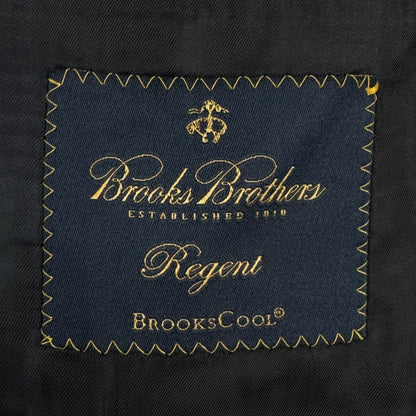 Brooks Brothers
ESTABLISHED 1818
Regent
BROOKSCOOL®